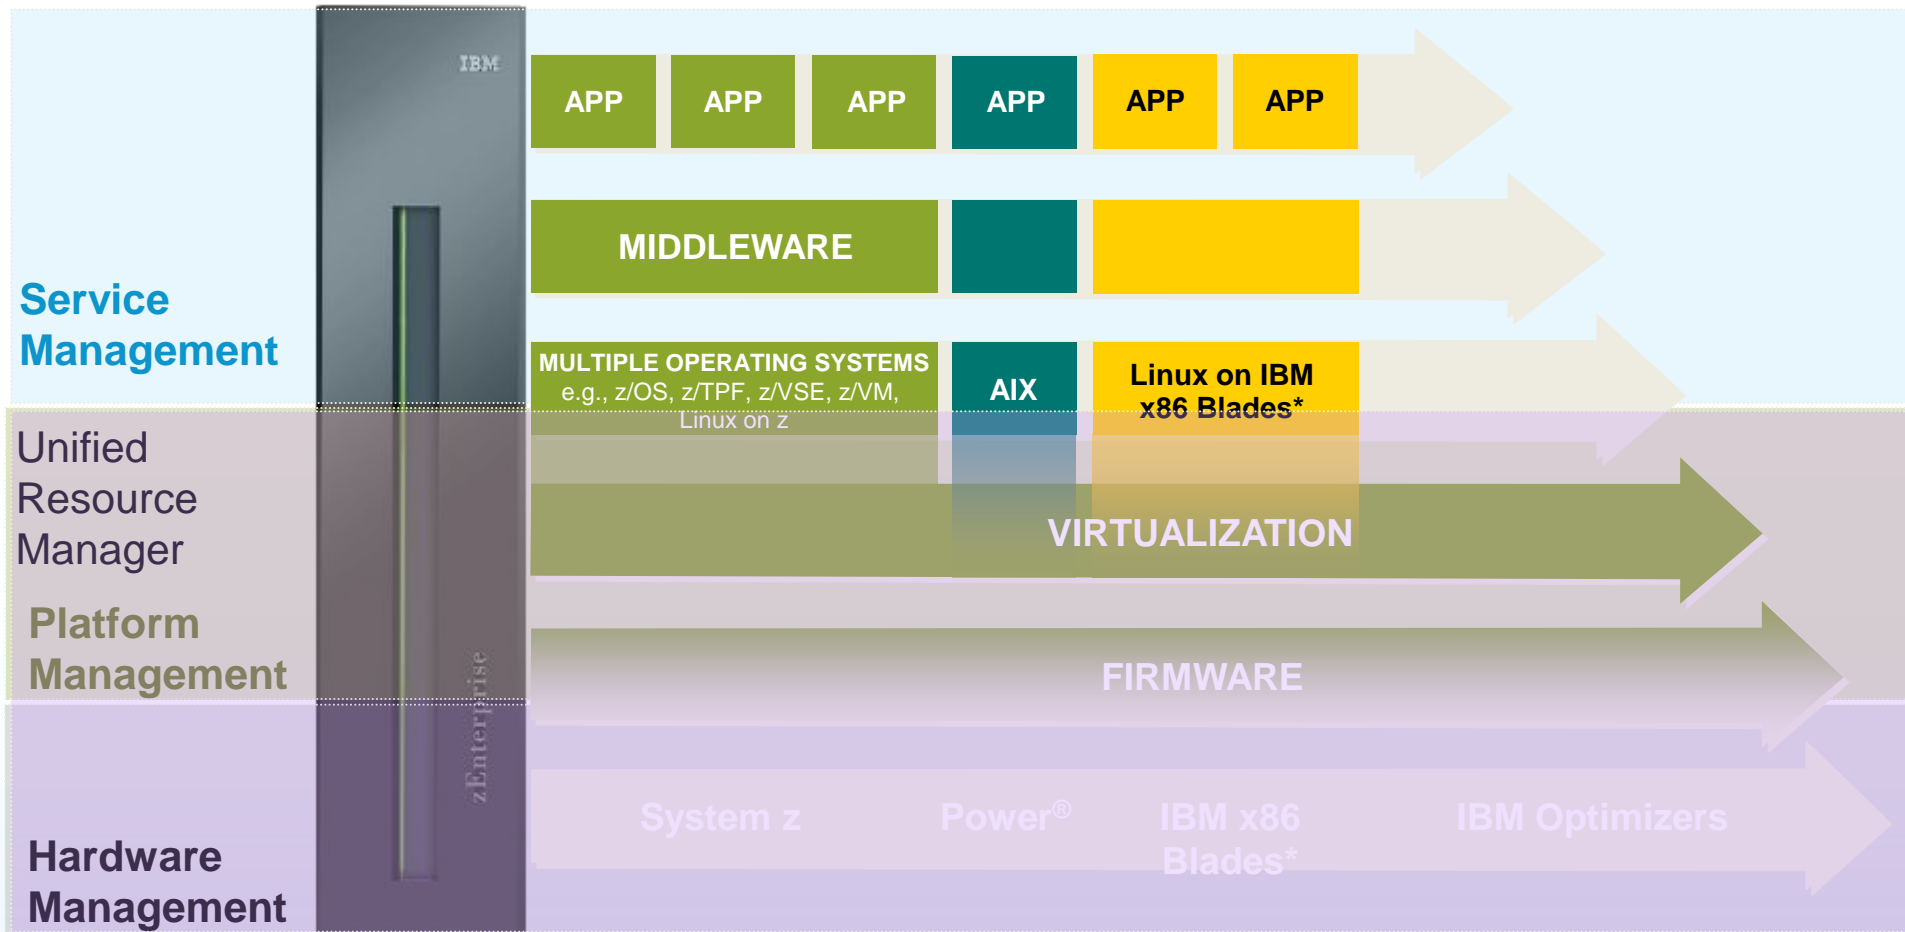 IBM
APP
APP
APP
APP
APP
APP
MIDDLEWARE
Service
Management
MULTIPLE OPERATING SYSTEMS
e.g., z/OS, z/TPF, z/VSE, z/VM,
Linux on z
AIX
Linux on IBM
x86 Blades*
Unified
Resource
Manager
VIRTUALIZATION
Platform
Management
FIRMWARE
zEnterprise
System z
Power®
IBM x86
Blades*
IBM Optimizers
Hardware
Management